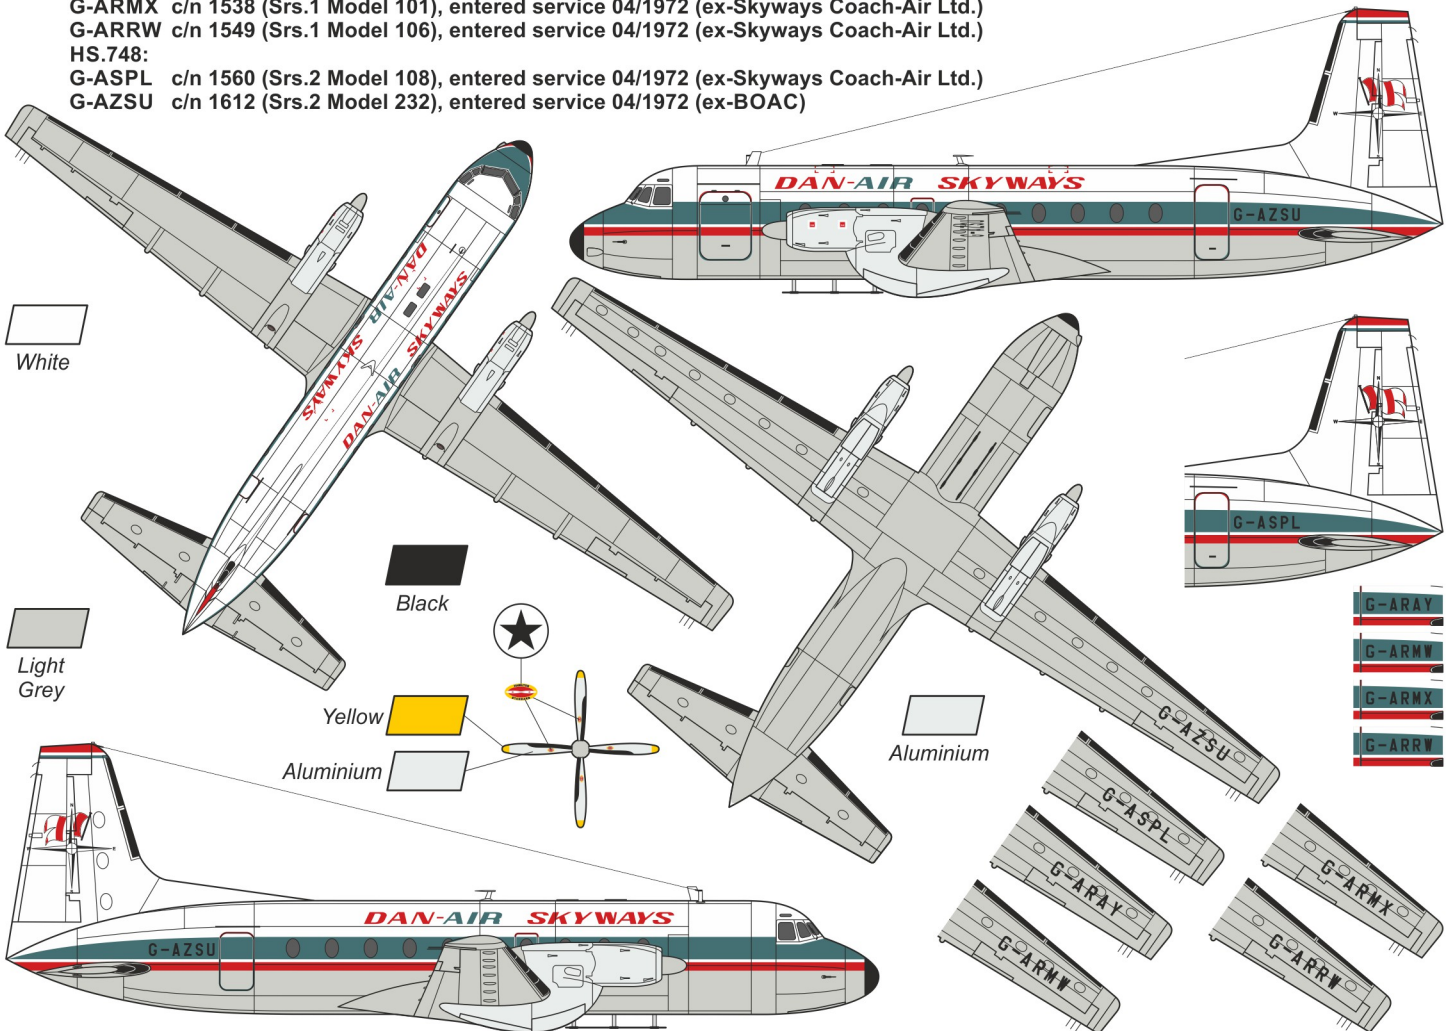 G-ARMX c/n 1538 (Srs.1 Model 101), entered service 04/1972 (ex-Skyways Coach-Air Ltd.)
G-ARRW c/n 1549 (Srs.1 Model 106), entered service 04/1972 (ex-Skyways Coach-Air Ltd.)
HS.748:
G-ASPL c/n 1560 (Srs.2 Model 108), entered service 04/1972 (ex-Skyways Coach-Air Ltd.)
G-AZSU c/n 1612 (Srs.2 Model 232), entered service 04/1972 (ex-BOAC)
DAN-AIR SKYWAYS
G-AZSU
DAN-AIR SKYWAYS
DAN-AIR SKYWAYS
White
G-ASPL
Black
Light
Grey
G-ARAY
G-ARMW
G-ARMX
G-ARRW
Yellow
Aluminium
Aluminium
G-AZSU
G-ASPL
G-ARAY
G-ARMW
G-ARMX
G-ARRW
DAN-AIR SKYWAYS
G-AZSU